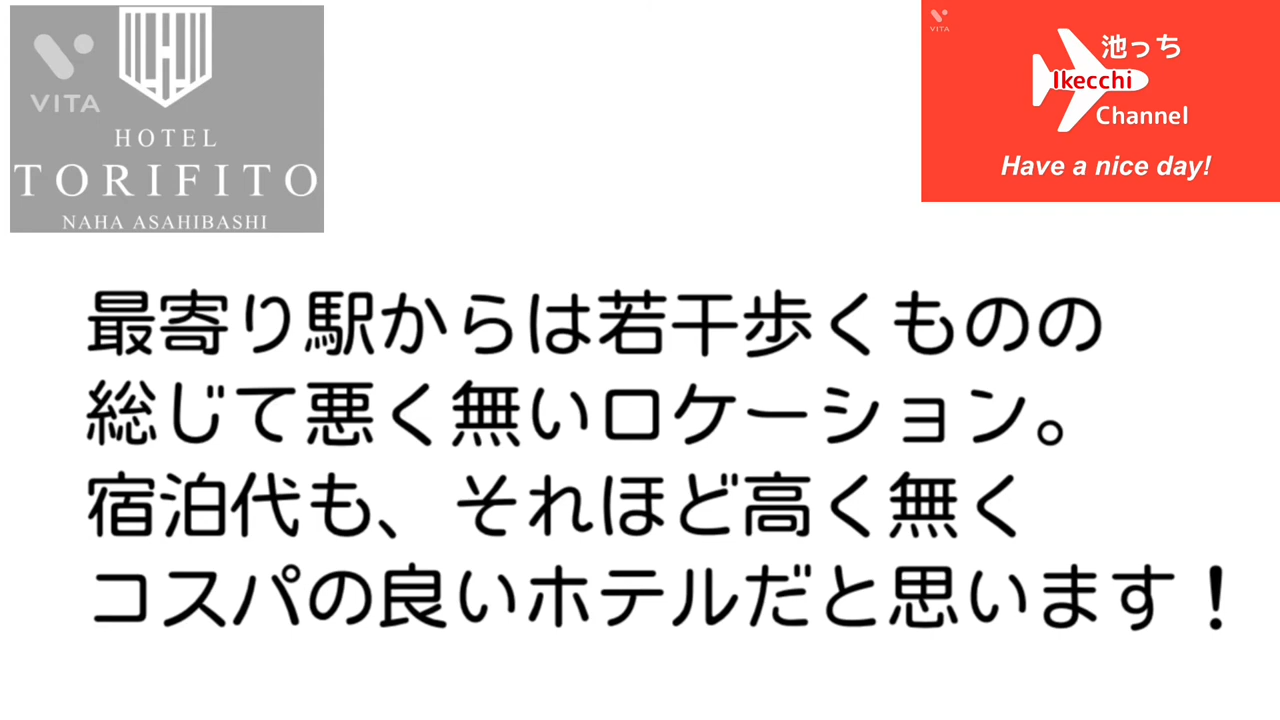 VITA
HOTEL
TORIFITO
NAHA ASAHIBASHI
VITA
池っち
Ikecchi
Channel
Have a nice day!
最寄り駅からは若干歩くものの
総じて悪く無いロケーション。
宿泊代も、それほど高く無く
コスパの良いホテルだと思います！